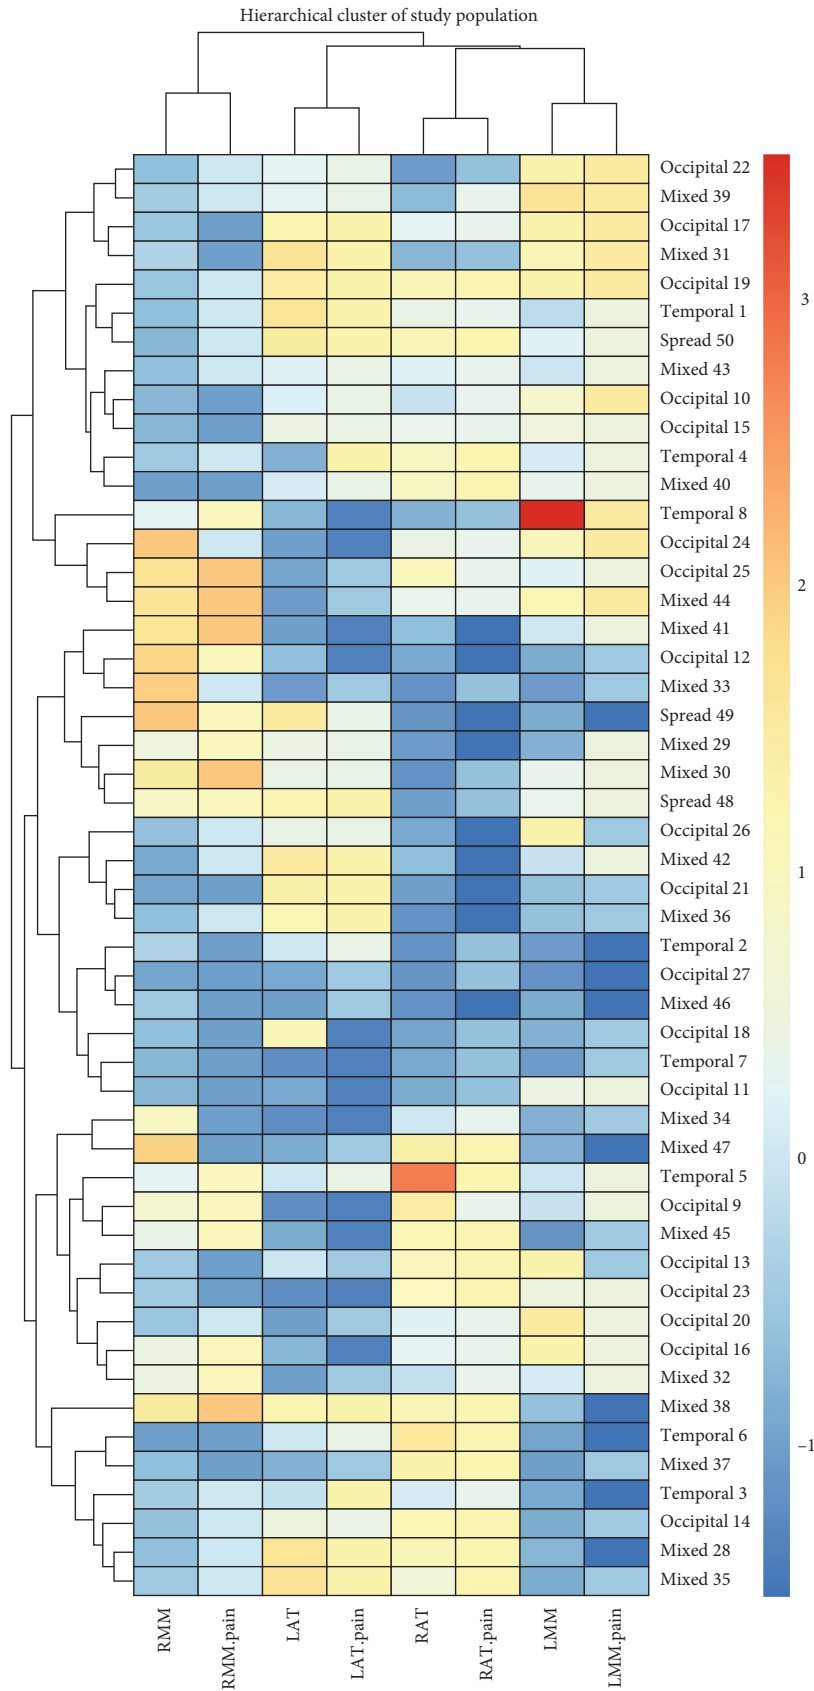 Hierarchical cluster of study population
Occipital 22
Mixed 39
Occipital 17
Mixed 31
Occipital 19
Temporal 1
Spread 50
Mixed 43
Occipital 10
Occipital 15
Temporal 4
Mixed 40
Temporal 8
Occipital 24
Occipital 25
Mixed 44
Mixed 41
Occipital 12
Mixed 33
Spread 49
Mixed 29
Mixed 30
Spread 48
Occipital 26
Mixed 42
Occipital 21
Mixed 36
Temporal 2
Occipital 27
Mixed 46
Occipital 18
Temporal 7
Occipital 11
Mixed 34
Mixed 47
Temporal 5
Occipital 9
Mixed 45
Occipital 13
Occipital 23
Occipital 20
Occipital 16
Mixed 32
Mixed 38
Temporal 6
Mixed 37
Temporal 3
Occipital 14
Mixed 28
Mixed 35
3
2
1
0
–1
RMM
RMM.pain
LAT
LAT.pain
RAT
RAT.pain
LMM
LMM.pain